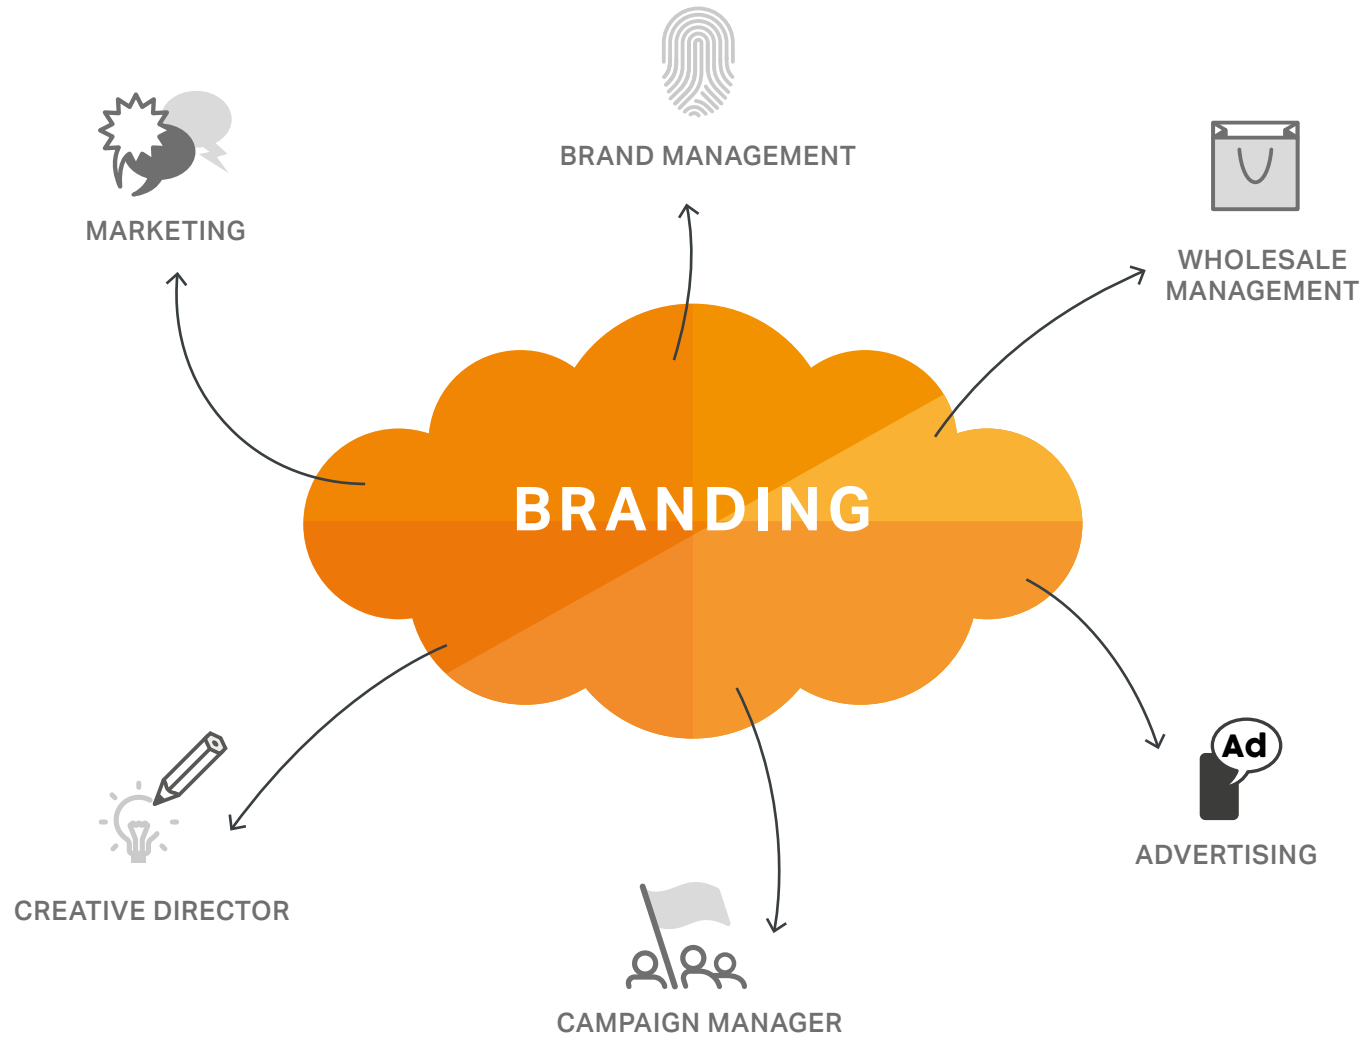 BRAND MANAGEMENT
MARKETING
WHOLESALE
MANAGEMENT
BRANDING
Ad
ADVERTISING
CREATIVE DIRECTOR
CAMPAIGN MANAGER